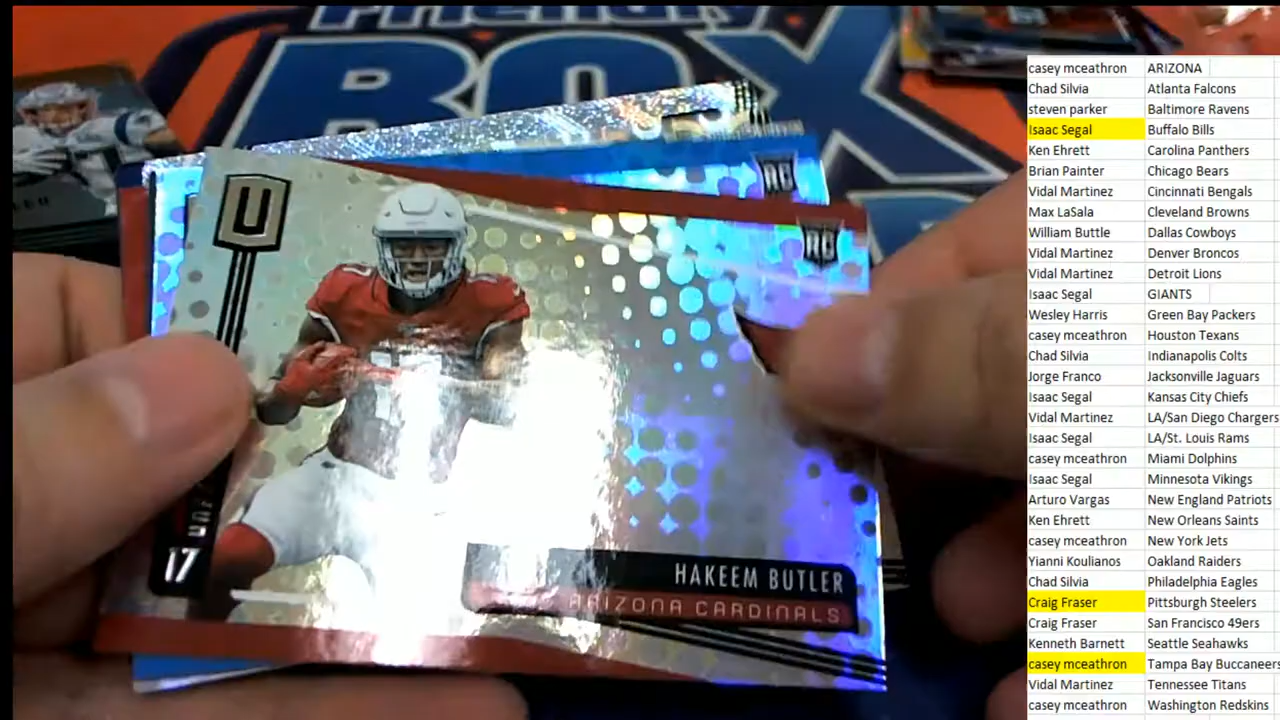 BOX
U
RC
RC
17
HAKEEM BUTLER
ARIZONA CARDINALS
casey mceathron ARIZONA
Chad Silvia Atlanta Falcons
steven parker Baltimore Ravens
Isaac Segal Buffalo Bills
Ken Ehrett Carolina Panthers
Brian Painter Chicago Bears
Vidal Martinez Cincinnati Bengals
Max LaSala Cleveland Browns
William Buttle Dallas Cowboys
Vidal Martinez Denver Broncos
Vidal Martinez Detroit Lions
Isaac Segal GIANTS
Wesley Harris Green Bay Packers
casey mceathron Houston Texans
Chad Silvia Indianapolis Colts
Jorge Franco Jacksonville Jaguars
Isaac Segal Kansas City Chiefs
Vidal Martinez LA/San Diego Chargers
Isaac Segal LA/St. Louis Rams
casey mceathron Miami Dolphins
Isaac Segal Minnesota Vikings
Arturo Vargas New England Patriots
Ken Ehrett New Orleans Saints
casey mceathron New York Jets
Yianni Koulianos Oakland Raiders
Chad Silvia Philadelphia Eagles
Craig Fraser Pittsburgh Steelers
Craig Fraser San Francisco 49ers
Kenneth Barnett Seattle Seahawks
casey mceathron Tampa Bay Buccaneers
Vidal Martinez Tennessee Titans
casey mceathron Washington Redskins